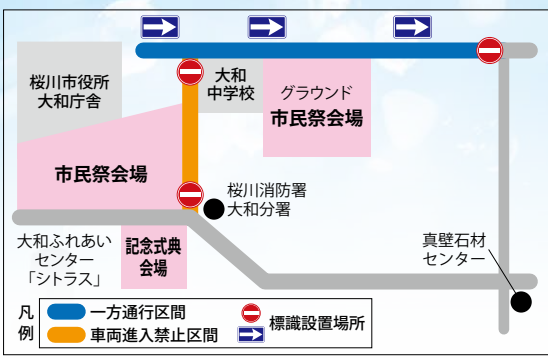 桜川市役所
大和庁舎
大和
中学校
グラウンド
市民祭会場
市民祭会場
桜川消防署
大和分署
大和ふれあい
センター
「シトラス」
記念式典
会場
真壁石材
センター
凡例
一方通行区間
車両進入禁止区間
標識設置場所